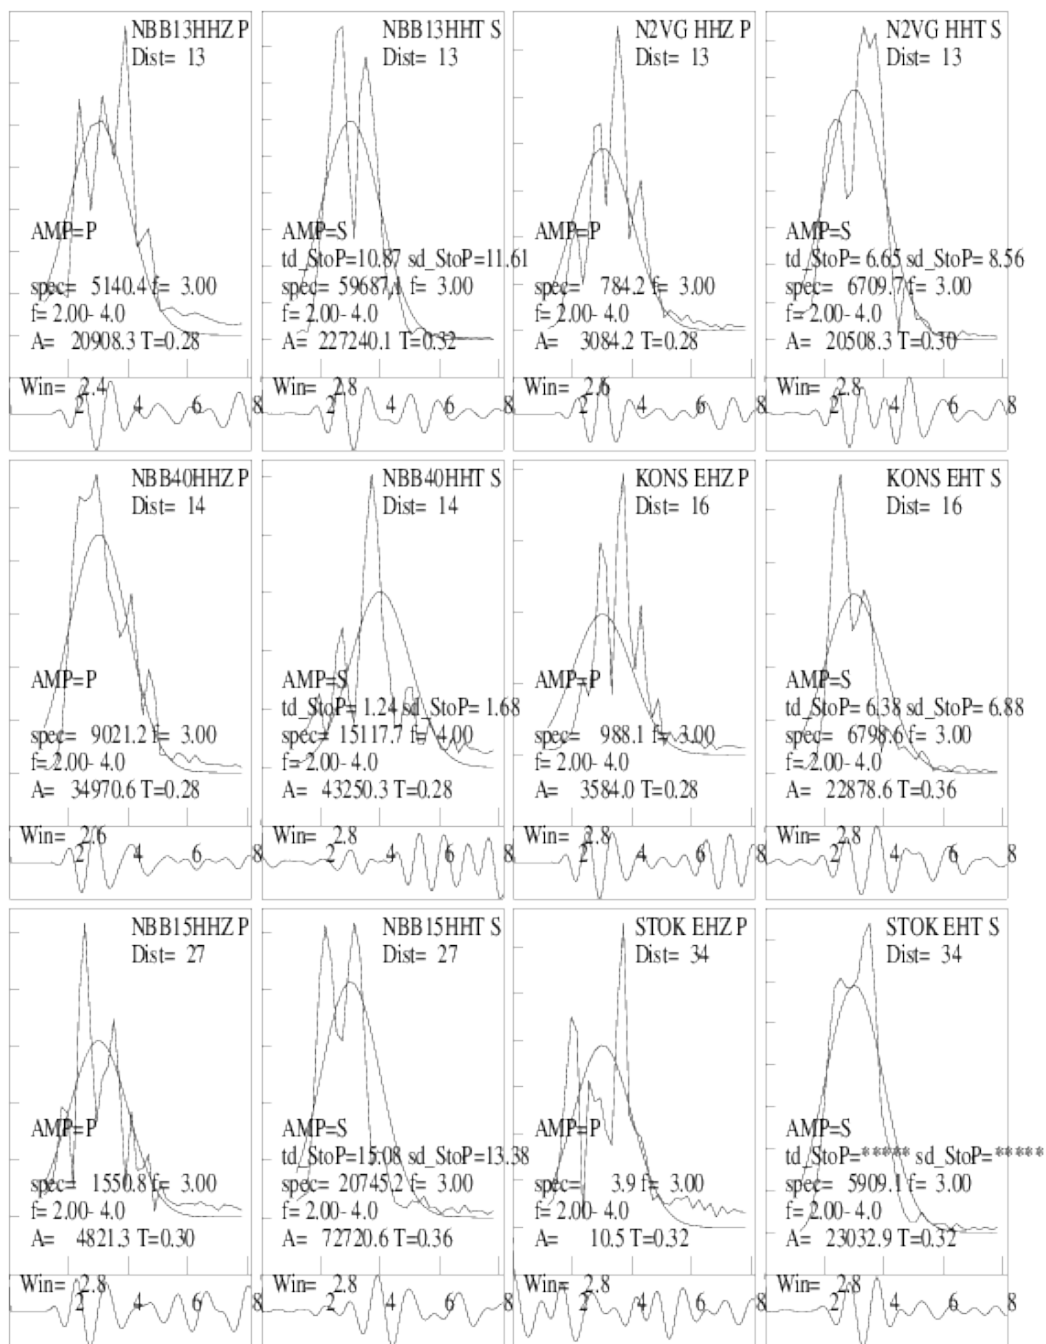 NBB13HHZ P
Dist= 13
AMP=P
spec= 5140.4 f= 3.00
f= 2.00- 4.0
A= 20908.3 T=0.28
Win= 2.4
2 4 6 8
NBB13HHT S
Dist= 13
AMP=S
td_StoP=10.87 sd_StoP=11.61
spec= 59687.1 f= 3.00
f= 2.00- 4.0
A= 227240.1 T=0.32
Win= 2.8
2 4 6 8
N2VG HHZ P
Dist= 13
AMP=P
spec= 784.2 f= 3.00
f= 2.00- 4.0
A= 3084.2 T=0.28
Win= 2.6
2 4 6 8
N2VG HHT S
Dist= 13
AMP=S
td_StoP= 6.65 sd_StoP= 8.56
spec= 6709.7 f= 3.00
f= 2.00- 4.0
A= 20508.3 T=0.30
Win= 2.8
2 4 6 8
NBB40HHZ P
Dist= 14
AMP=P
spec= 9021.2 f= 3.00
f= 2.00- 4.0
A= 34970.6 T=0.28
Win= 2.6
2 4 6 8
NBB40HHT S
Dist= 14
AMP=S
td_StoP= 1.24 sd_StoP= 1.68
spec= 15117.7 f= 4.00
f= 2.00- 4.0
A= 43250.3 T=0.28
Win= 2.8
2 4 6 8
KONS EHZ P
Dist= 16
AMP=P
spec= 988.1 f= 3.00
f= 2.00- 4.0
A= 3584.0 T=0.28
Win= 2.8
2 4 6 8
KONS EHT S
Dist= 16
AMP=S
td_StoP= 6.38 sd_StoP= 6.88
spec= 6798.6 f= 3.00
f= 2.00- 4.0
A= 22878.6 T=0.36
Win= 2.8
2 4 6 8
NBB15HHZ P
Dist= 27
AMP=P
spec= 1550.8 f= 3.00
f= 2.00- 4.0
A= 4821.3 T=0.30
Win= 2.8
2 4 6 8
NBB15HHT S
Dist= 27
AMP=S
td_StoP=15.08 sd_StoP=13.38
spec= 20745.2 f= 3.00
f= 2.00- 4.0
A= 72720.6 T=0.36
Win= 2.8
2 4 6 8
STOK EHZ P
Dist= 34
AMP=P
spec= 3.9 f= 3.00
f= 2.00- 4.0
A= 10.5 T=0.32
Win= 2.8
2 4 6 8
STOK EHT S
Dist= 34
AMP=S
td_StoP=***** sd_StoP=*****
spec= 5909.1 f= 3.00
f= 2.00- 4.0
A= 23032.9 T=0.32
Win= 2.8
2 4 6 8